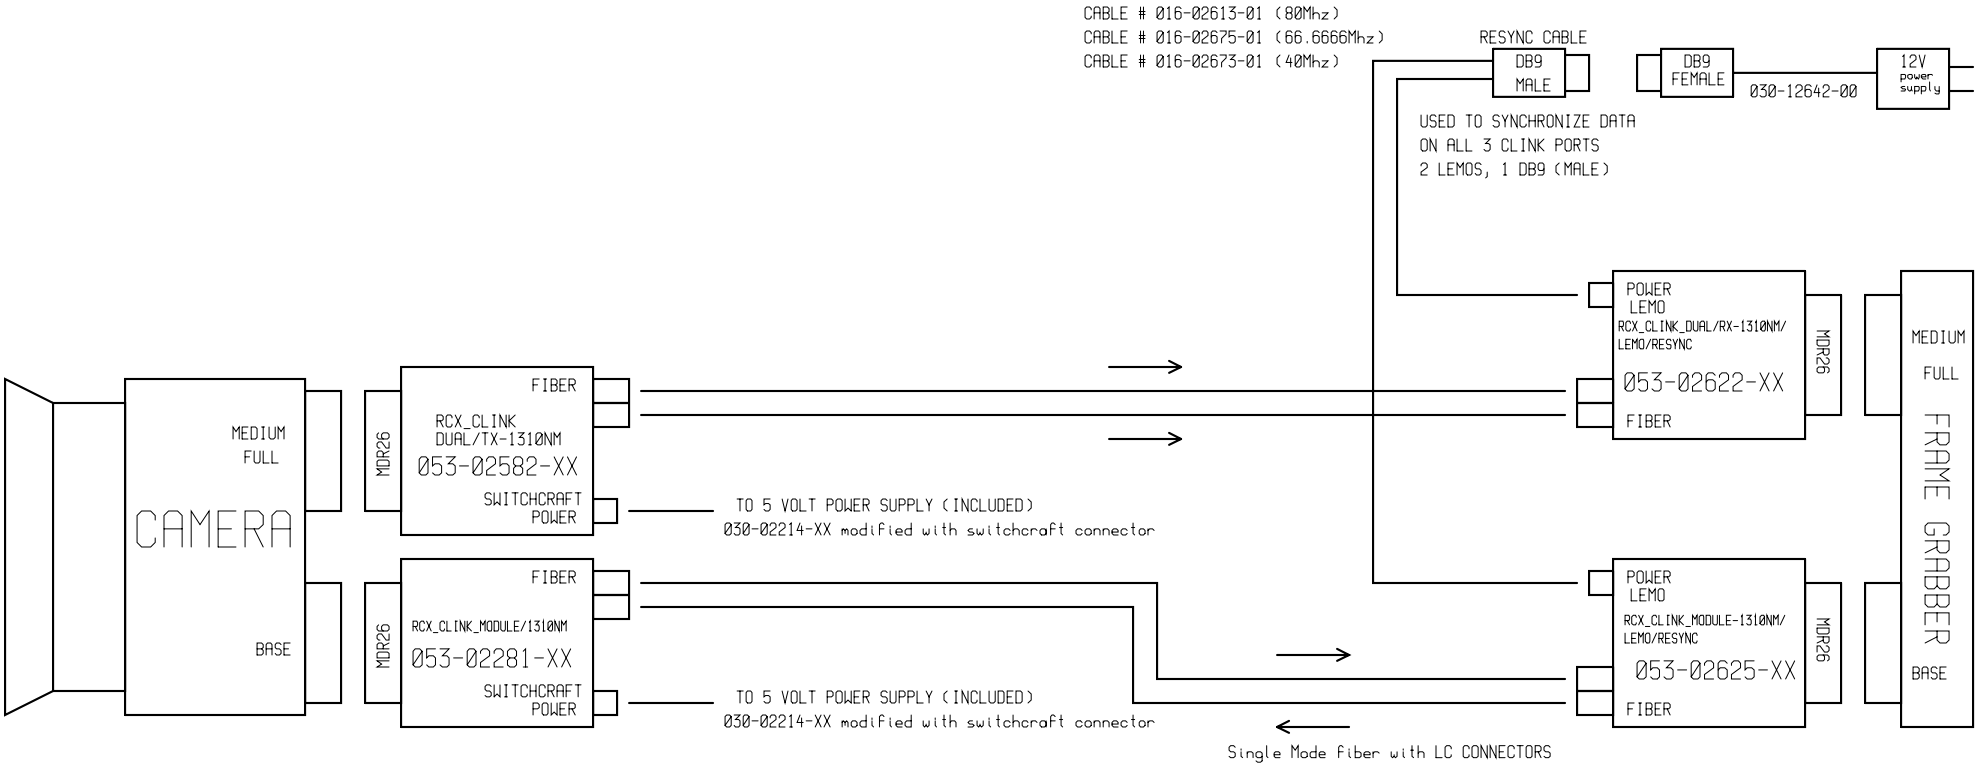 CABLE # 016-02613-01 (80Mhz)
CABLE # 016-02675-01 (66.6666Mhz)
CABLE # 016-02673-01 (40Mhz)
RESYNC CABLE
DB9
MALE
DB9
FEMALE
030-12642-00
12V
power
supply
USED TO SYNCHRONIZE DATA
ON ALL 3 CLINK PORTS
2 LEMOS, 1 DB9 (MALE)
POWER
LEMO
RCX_CLINK_DUAL/RX-1310NM/
LEMO/RESYNC
053-02622-XX
FIBER
MDR26
MEDIUM
FULL
FRAME GRABBER
BASE
MEDIUM
FULL
CAMERA
BASE
MDR26
FIBER
RCX_CLINK
DUAL/TX-1310NM
053-02582-XX
SWITCHCRAFT
POWER
TO 5 VOLT POWER SUPPLY (INCLUDED)
030-02214-XX modified with switchcraft connector
MDR26
FIBER
RCX_CLINK_MODULE/1310NM
053-02281-XX
SWITCHCRAFT
POWER
TO 5 VOLT POWER SUPPLY (INCLUDED)
030-02214-XX modified with switchcraft connector
POWER
LEMO
RCX_CLINK_MODULE-1310NM/
LEMO/RESYNC
053-02625-XX
FIBER
MDR26
Single Mode fiber with LC CONNECTORS